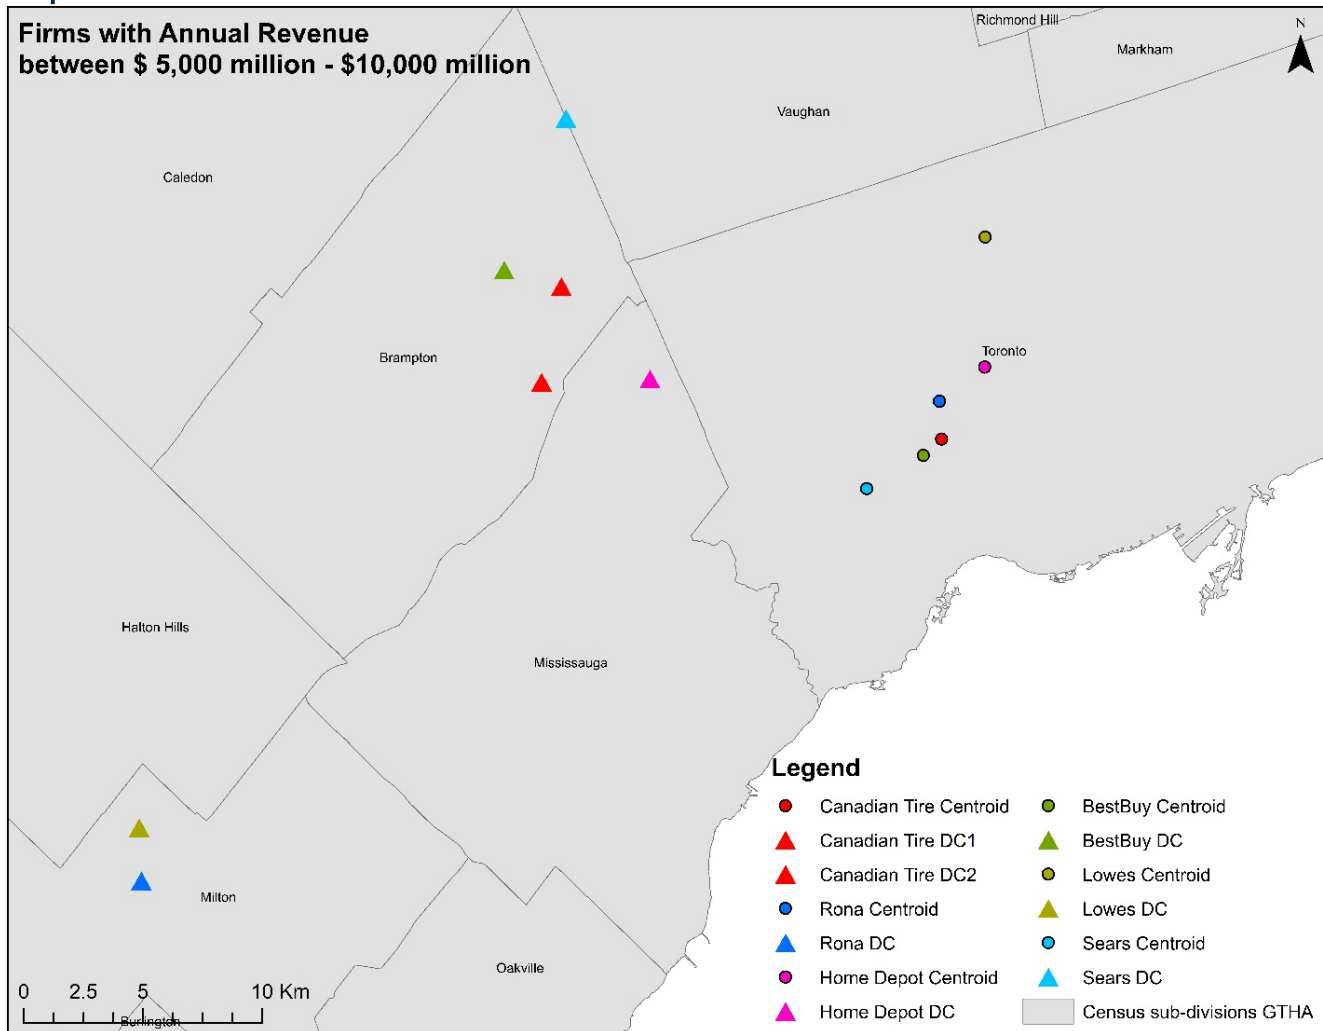 Firms with Annual Revenue
between $ 5,000 million - $10,000 million
Richmond Hill
N
Markham
Vaughan
Caledon
Toronto
Brampton
Halton Hills
Mississauga
Milton
Oakville
Burlington
0 2.5 5 10 Km
Legend
Canadian Tire Centroid
Canadian Tire DC1
Canadian Tire DC2
Rona Centroid
Rona DC
Home Depot Centroid
Home Depot DC
BestBuy Centroid
BestBuy DC
Lowes Centroid
Lowes DC
Sears Centroid
Sears DC
Census sub-divisions GTHA